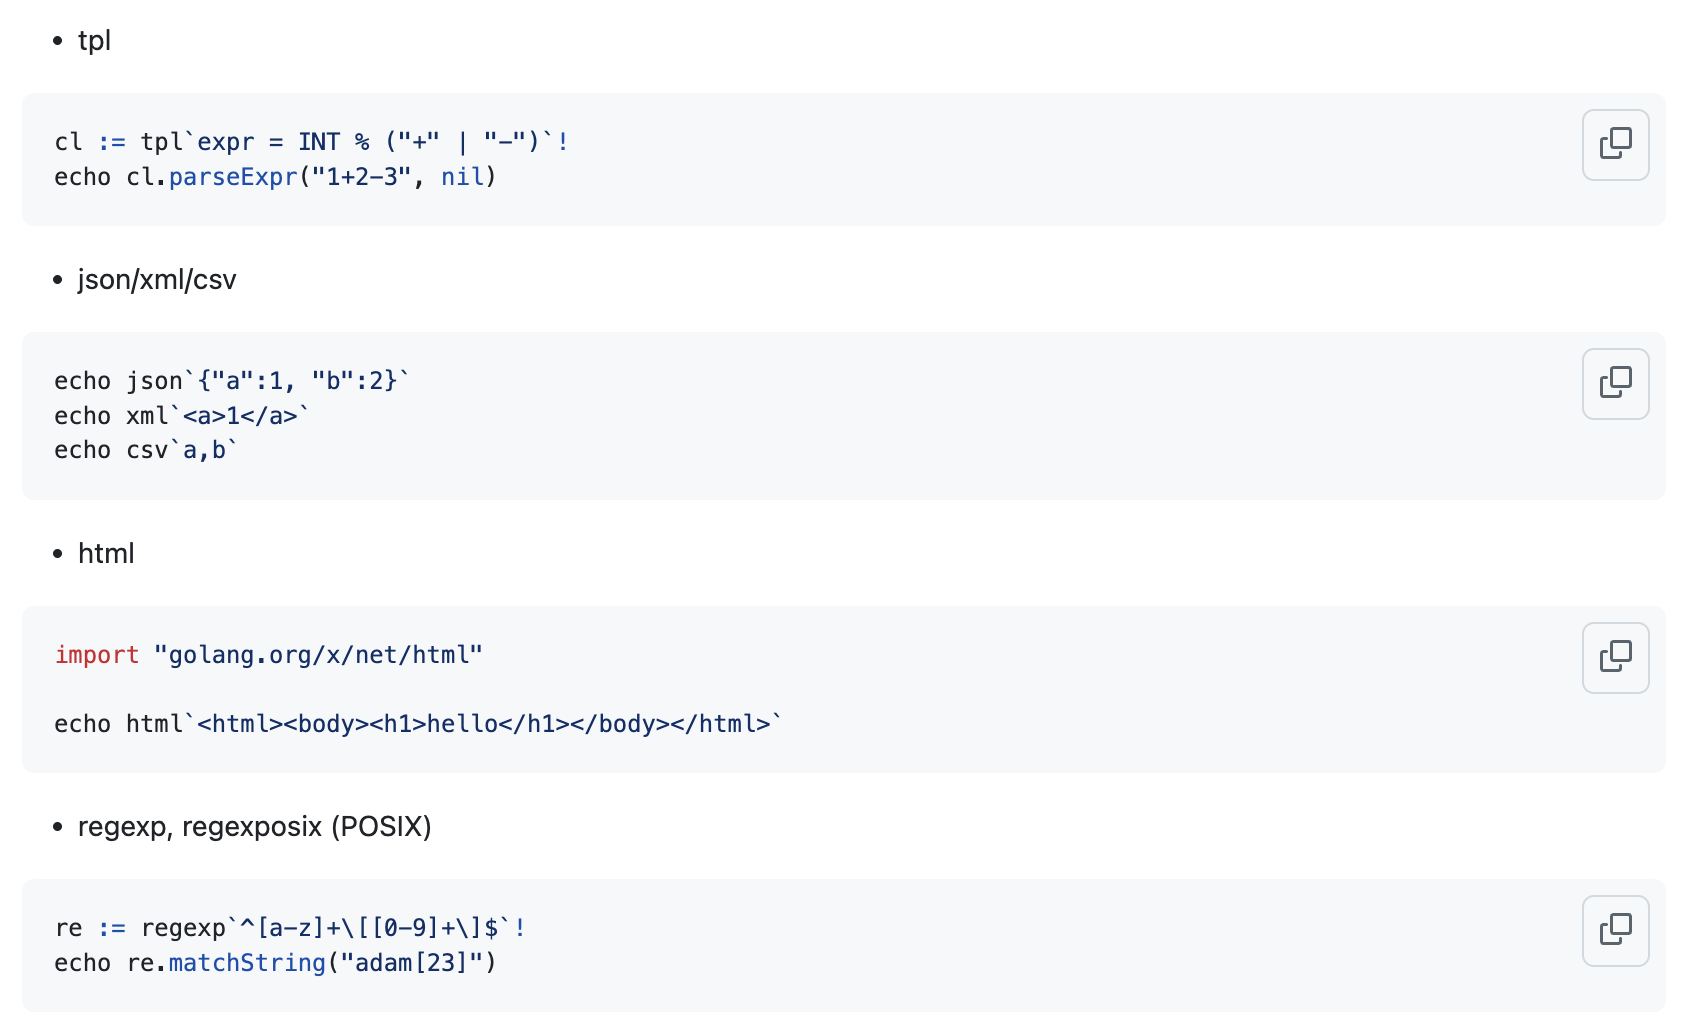 • tpl
cl := tpl`expr = INT % ("+" | "-")`!
echo cl.parseExpr("1+2-3", nil)
• json/xml/csv
echo json`{"a":1, "b":2}`
echo xml`<a>1</a>`
echo csv`a,b`
• html
import "golang.org/x/net/html"
echo html`<html><body><h1>hello</h1></body></html>`
• regexp, regexposix (POSIX)
re := regexp`^[a-z]+\[[0-9]+\]$`!
echo re.matchString("adam[23]")